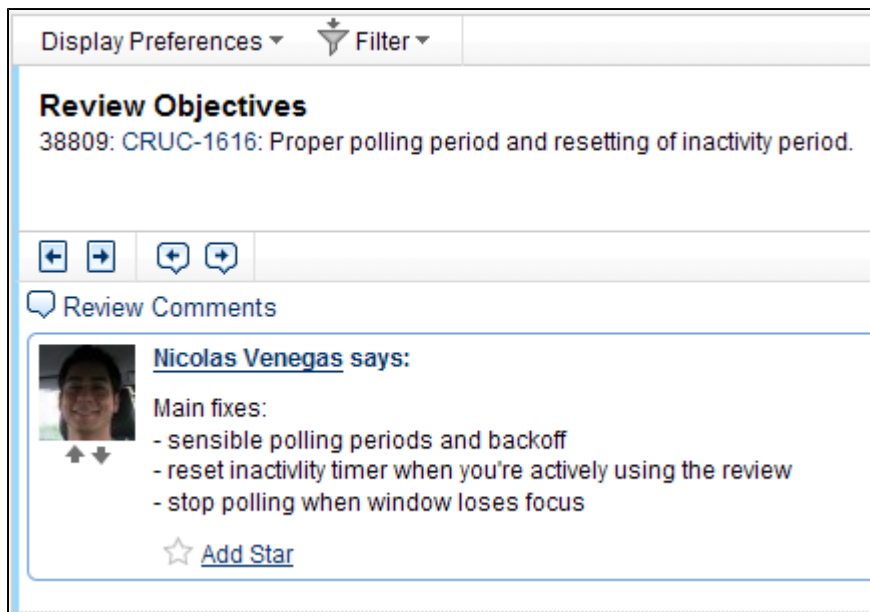 Display Preferences Filter
Review Objectives
38809: CRUC-1616: Proper polling period and resetting of inactivity period.
Review Comments
Nicolas Venegas says:
Main fixes:
- sensible polling periods and backoff
- reset inactivlity timer when you're actively using the review
- stop polling when window loses focus
Add Star